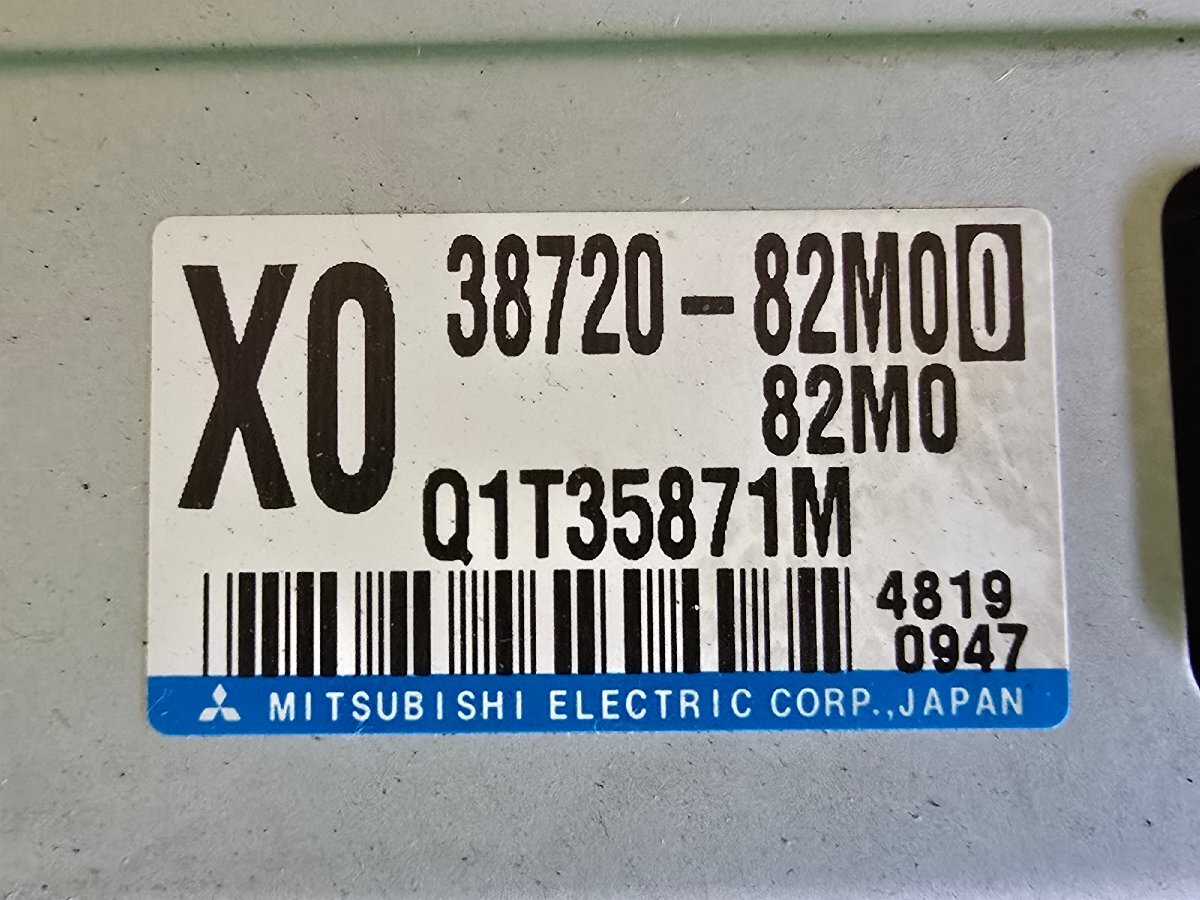 X0
38720-82M00
82M0
Q1T35871M
4819
0947
MITSUBISHI ELECTRIC CORP.,JAPAN